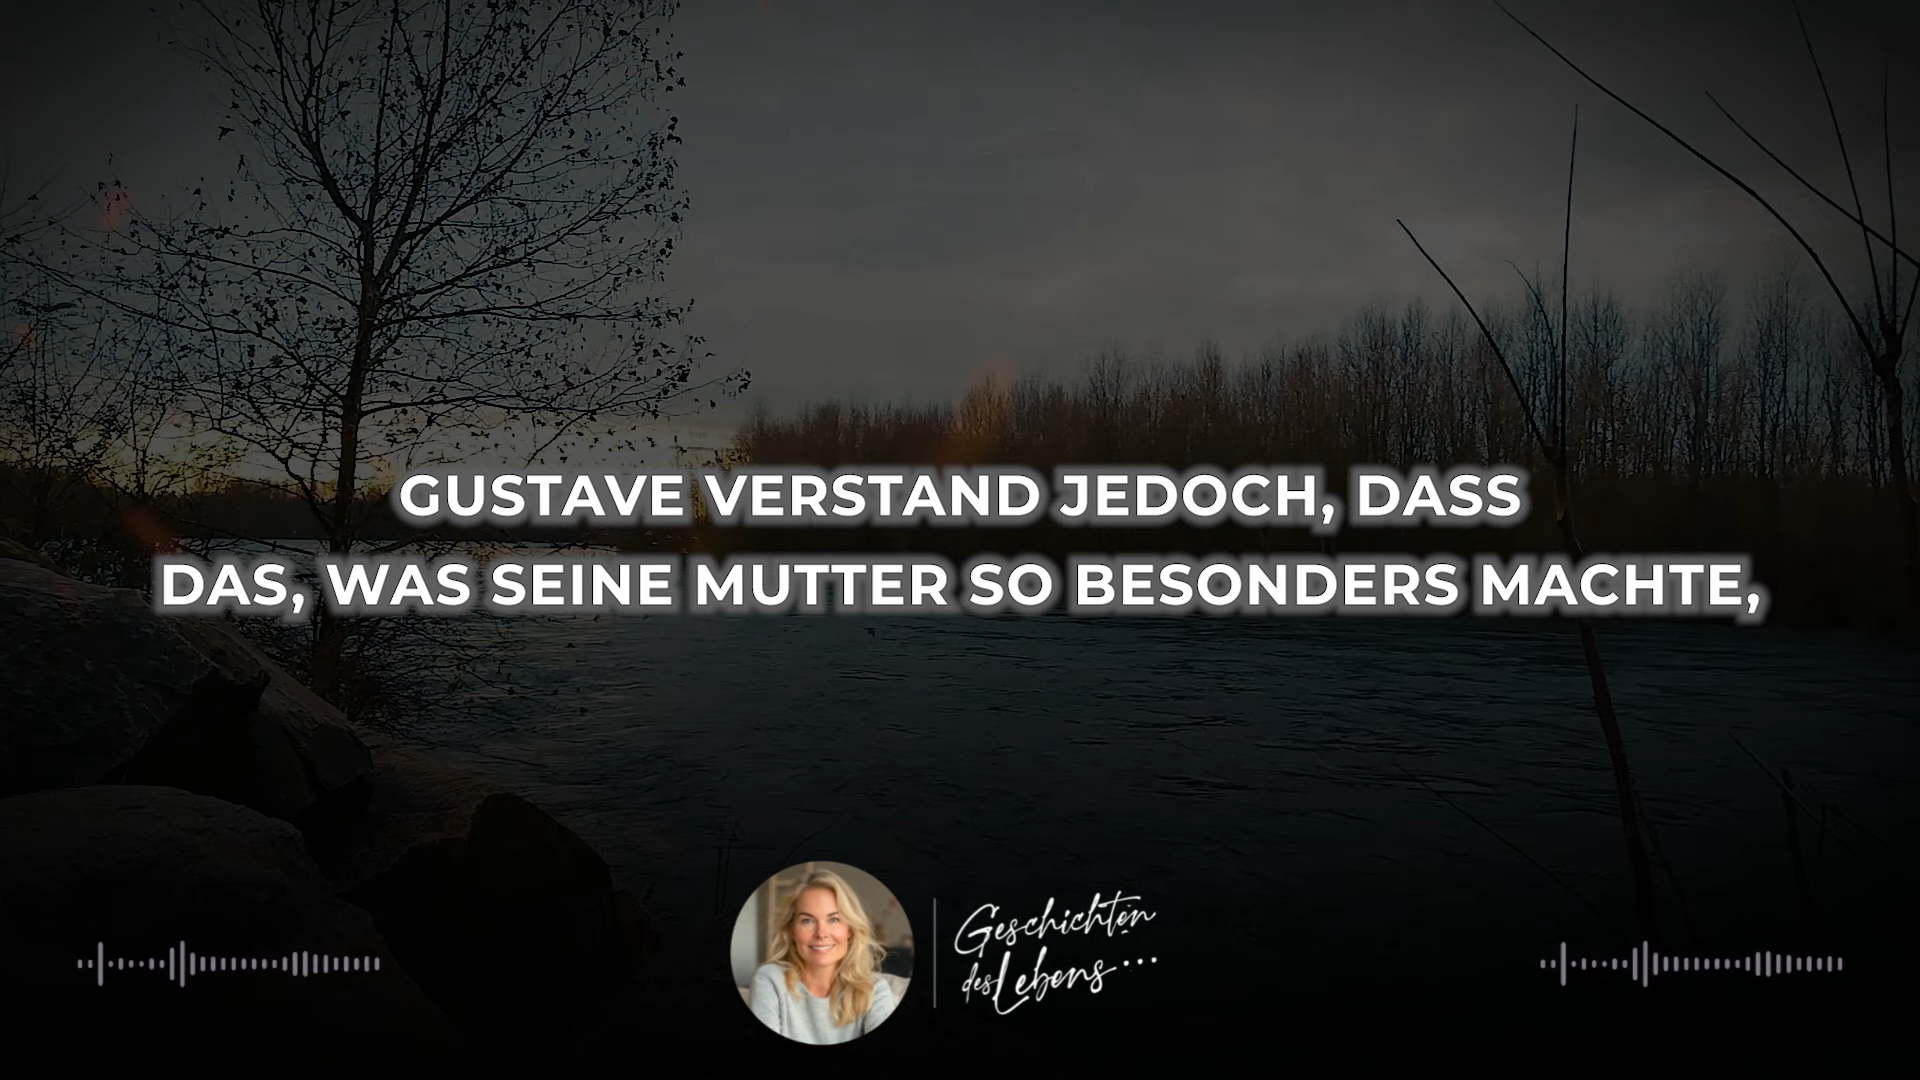 GUSTAVE VERSTAND JEDOCH, DASS
DAS, WAS SEINE MUTTER SO BESONDERS MACHTE,
Geschichten
des Lebens...